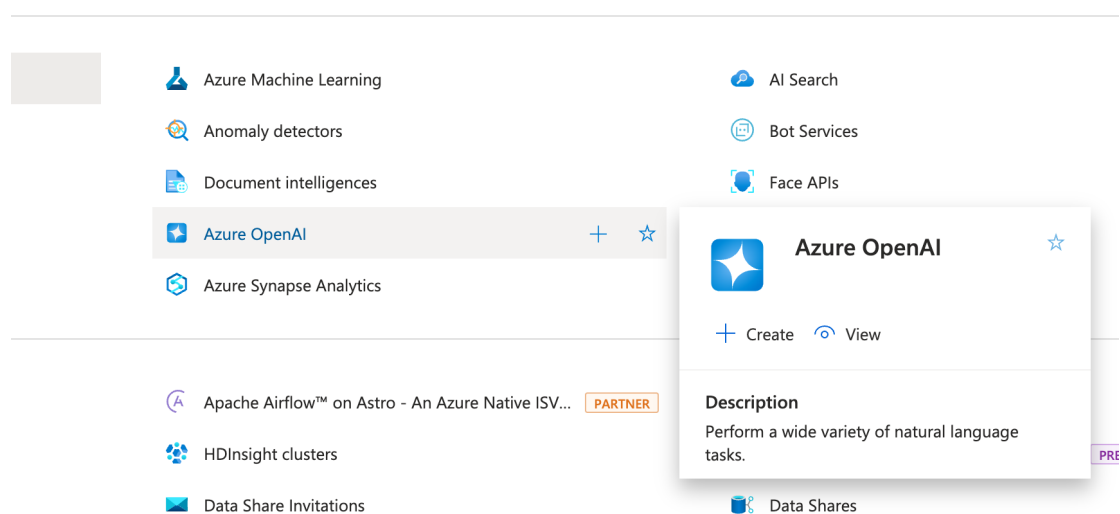 Azure Machine Learning
AI Search
Anomaly detectors
Bot Services
Document intelligences
Face APIs
Azure OpenAI
Azure Synapse Analytics
Azure OpenAI
Create
View
Description
Perform a wide variety of natural language
tasks.
Apache Airflow™ on Astro - An Azure Native ISV...
PARTNER
HDInsight clusters
PRE
Data Share Invitations
Data Shares